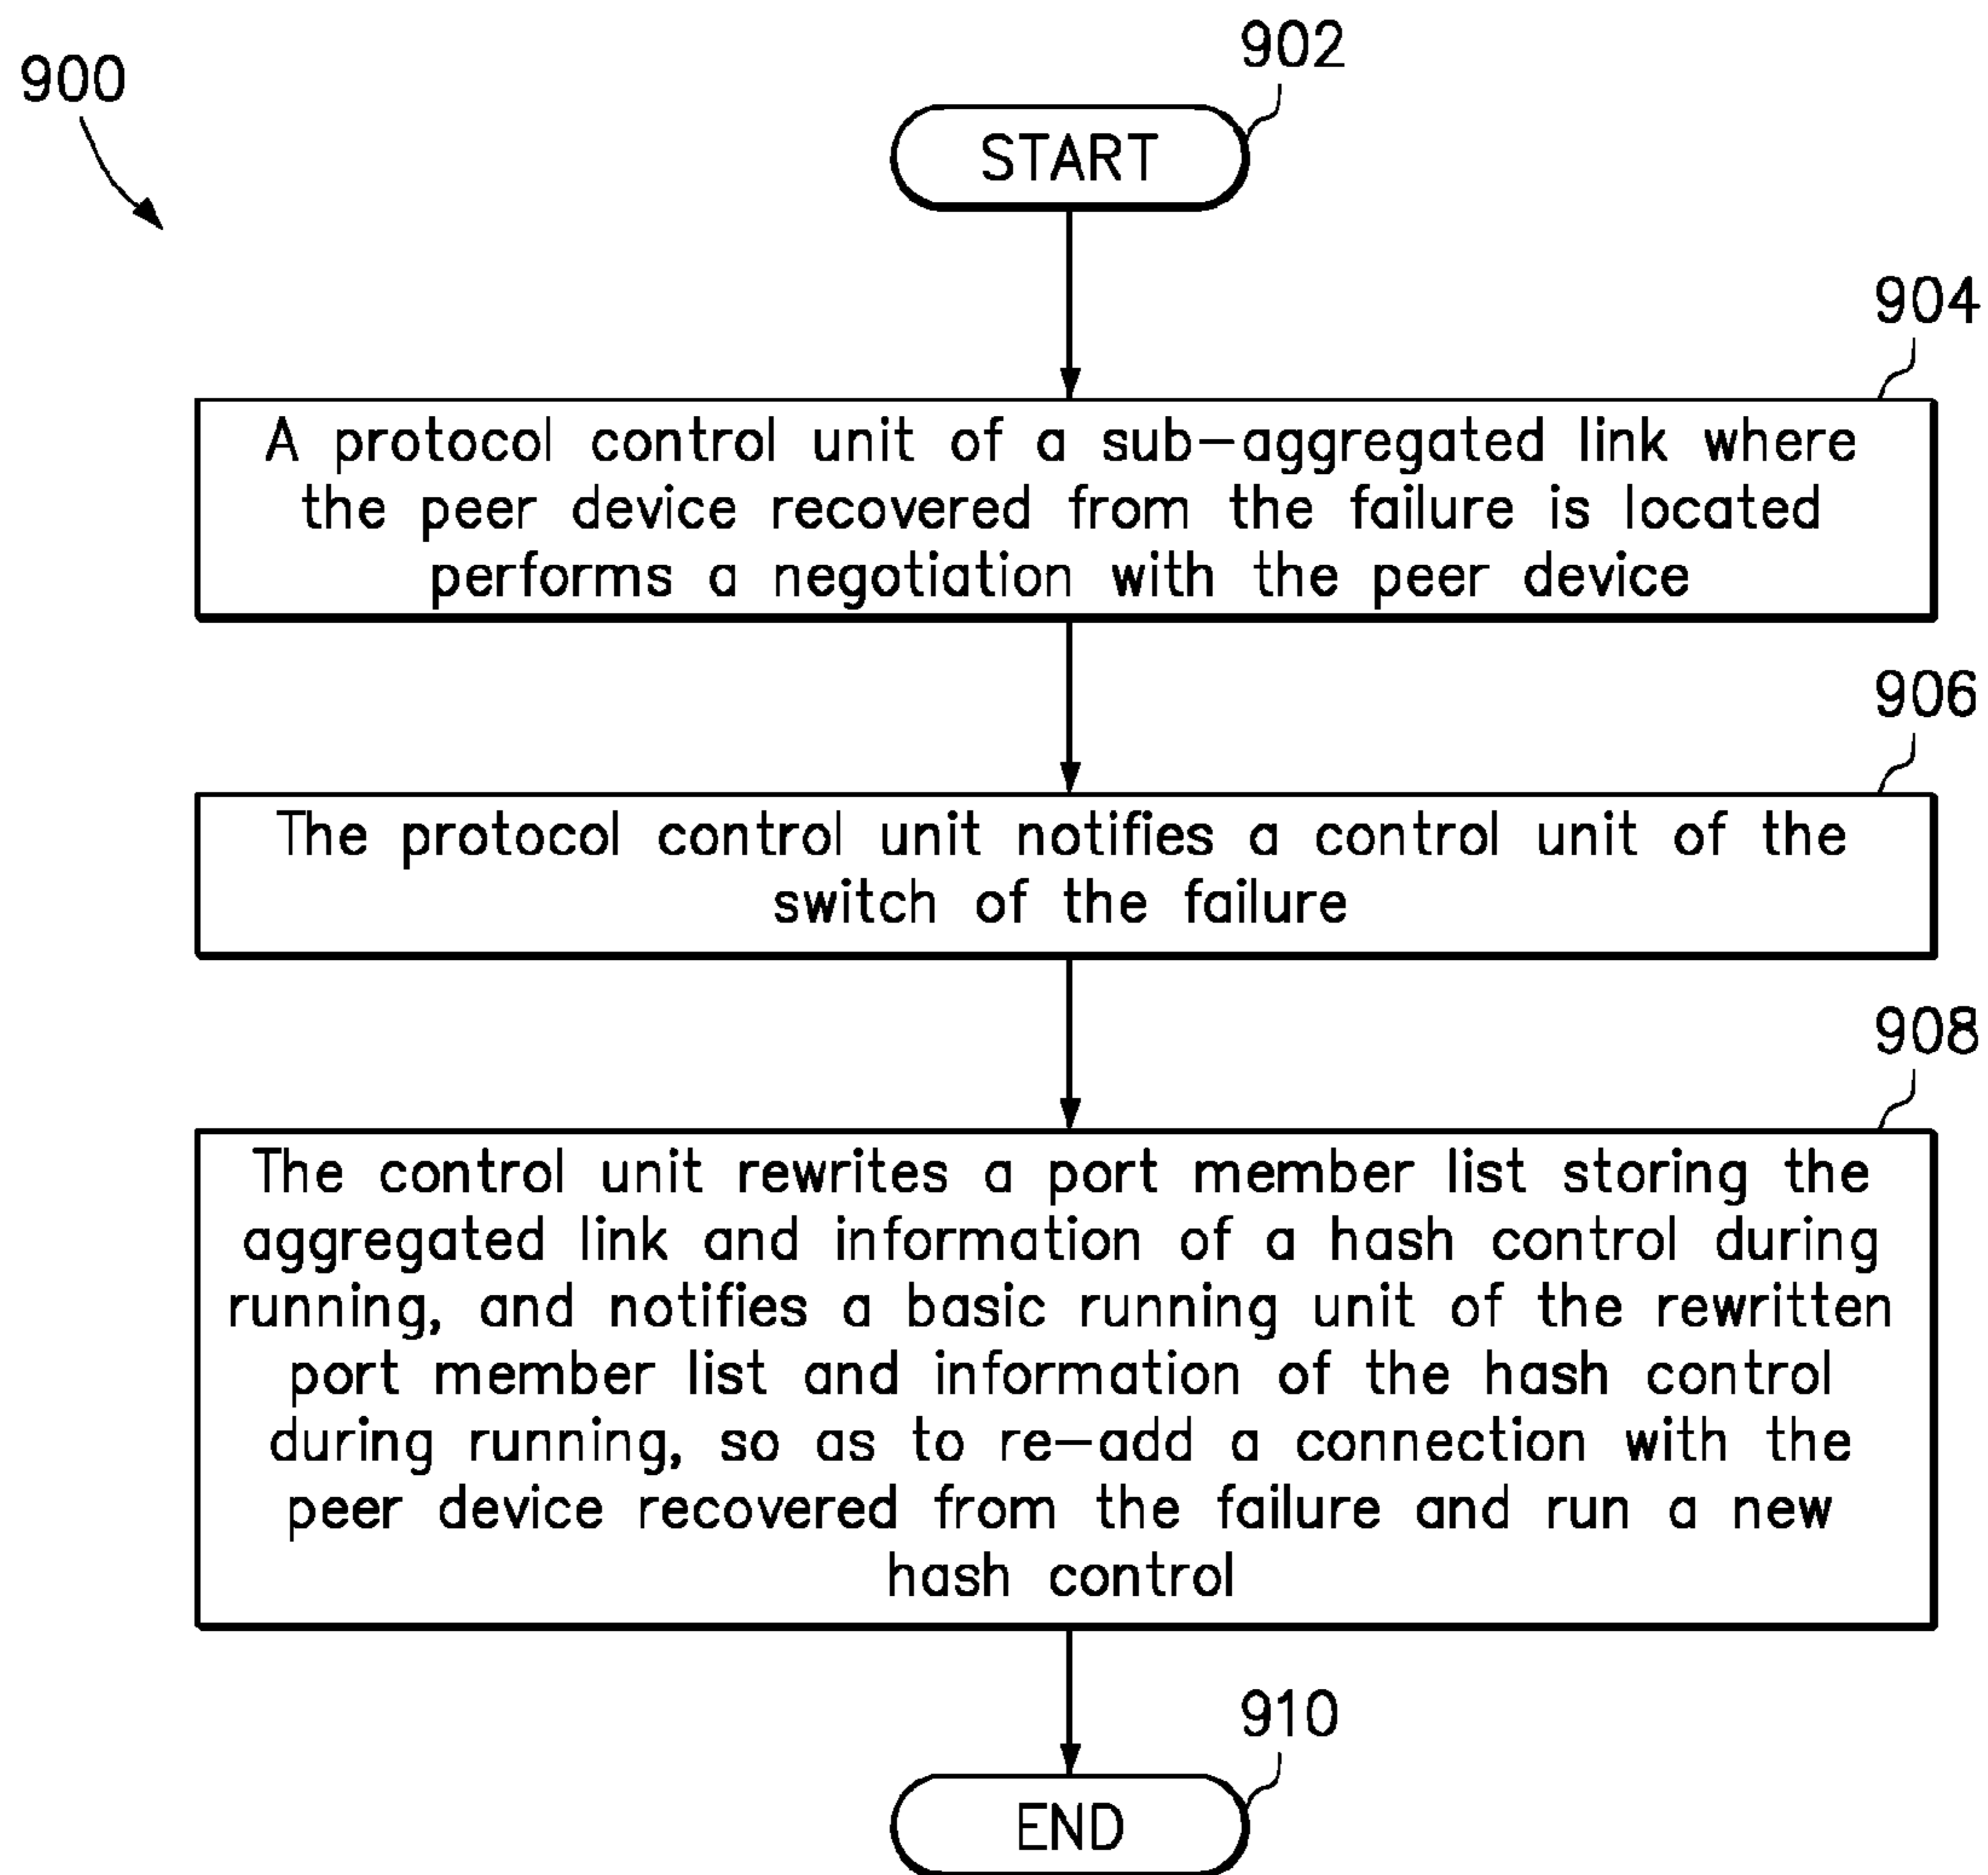 900
902
START
904
A protocol control unit of a sub-aggregated link where
the peer device recovered from the failure is located
performs a negotiation with the peer device
906
The protocol control unit notifies a control unit of the
switch of the failure
908
The control unit rewrites a port member list storing the
aggregated link and information of a hash control during
running, and notifies a basic running unit of the rewritten
port member list and information of the hash control
during running, so as to re-add a connection with the
peer device recovered from the failure and run a new
hash control
910
END